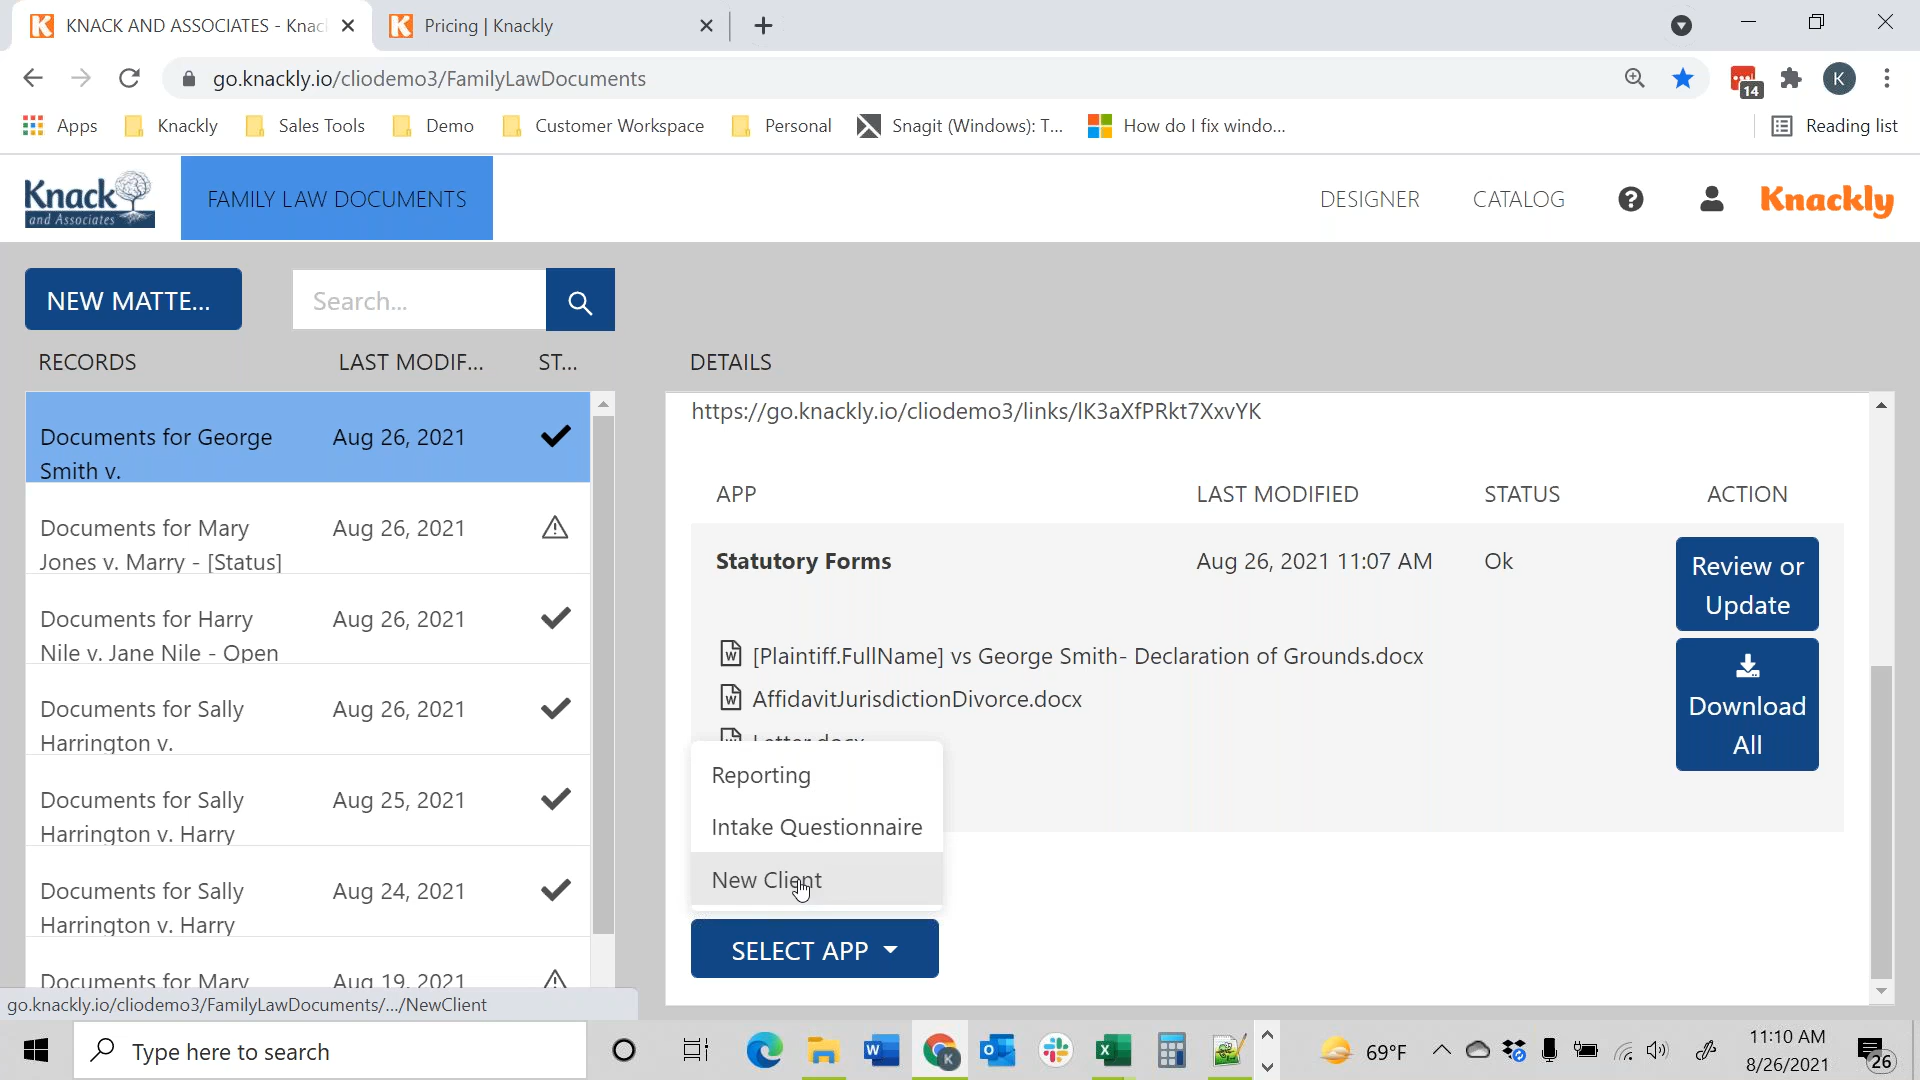 KNACK AND ASSOCIATES - Knac
Pricing | Knackly
go.knackly.io/cliodemo3/FamilyLawDocuments
14
K
Apps
Knackly
Sales Tools
Demo
Customer Workspace
Personal
Snagit (Windows): T...
How do I fix windo...
Reading list
Knack
and Associates
FAMILY LAW DOCUMENTS
DESIGNER
CATALOG
Knackly
NEW MATTE...
Search...
RECORDS
LAST MODIF...
ST...
DETAILS
Documents for George
Smith v.
Aug 26, 2021
Documents for Mary
Jones v. Marry - [Status]
Aug 26, 2021
Documents for Harry
Nile v. Jane Nile - Open
Aug 26, 2021
Documents for Sally
Harrington v.
Aug 26, 2021
Documents for Sally
Harrington v. Harry
Aug 25, 2021
Documents for Sally
Harrington v. Harry
Aug 24, 2021
Documents for Mary
Aug 19, 2021
https://go.knackly.io/cliodemo3/links/lK3aXfPRkt7XxvYK
APP
LAST MODIFIED
STATUS
ACTION
Statutory Forms
Aug 26, 2021 11:07 AM
Ok
Review or
Update
[Plaintiff.FullName] vs George Smith- Declaration of Grounds.docx
AffidavitJurisdictionDivorce.docx
Letter.docx
Download
All
Reporting
Intake Questionnaire
New Client
SELECT APP
go.knackly.io/cliodemo3/FamilyLawDocuments/.../NewClient
Type here to search
69°F
11:10 AM
8/26/2021
26